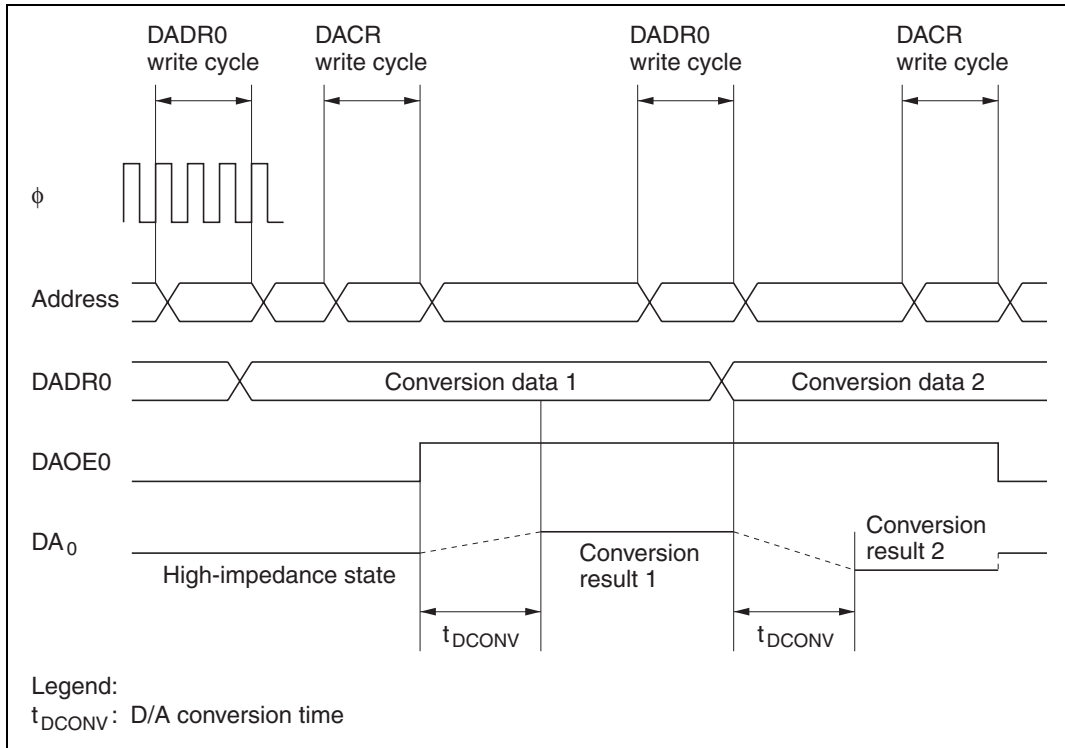 DADR0
write cycle
DACR
write cycle
DADR0
write cycle
DACR
write cycle
ϕ
Address
DADR0
Conversion data 1
Conversion data 2
DAOE0
DA0
High-impedance state
Conversion
result 1
Conversion
result 2
tDCONV
tDCONV
Legend:
tDCONV: D/A conversion time